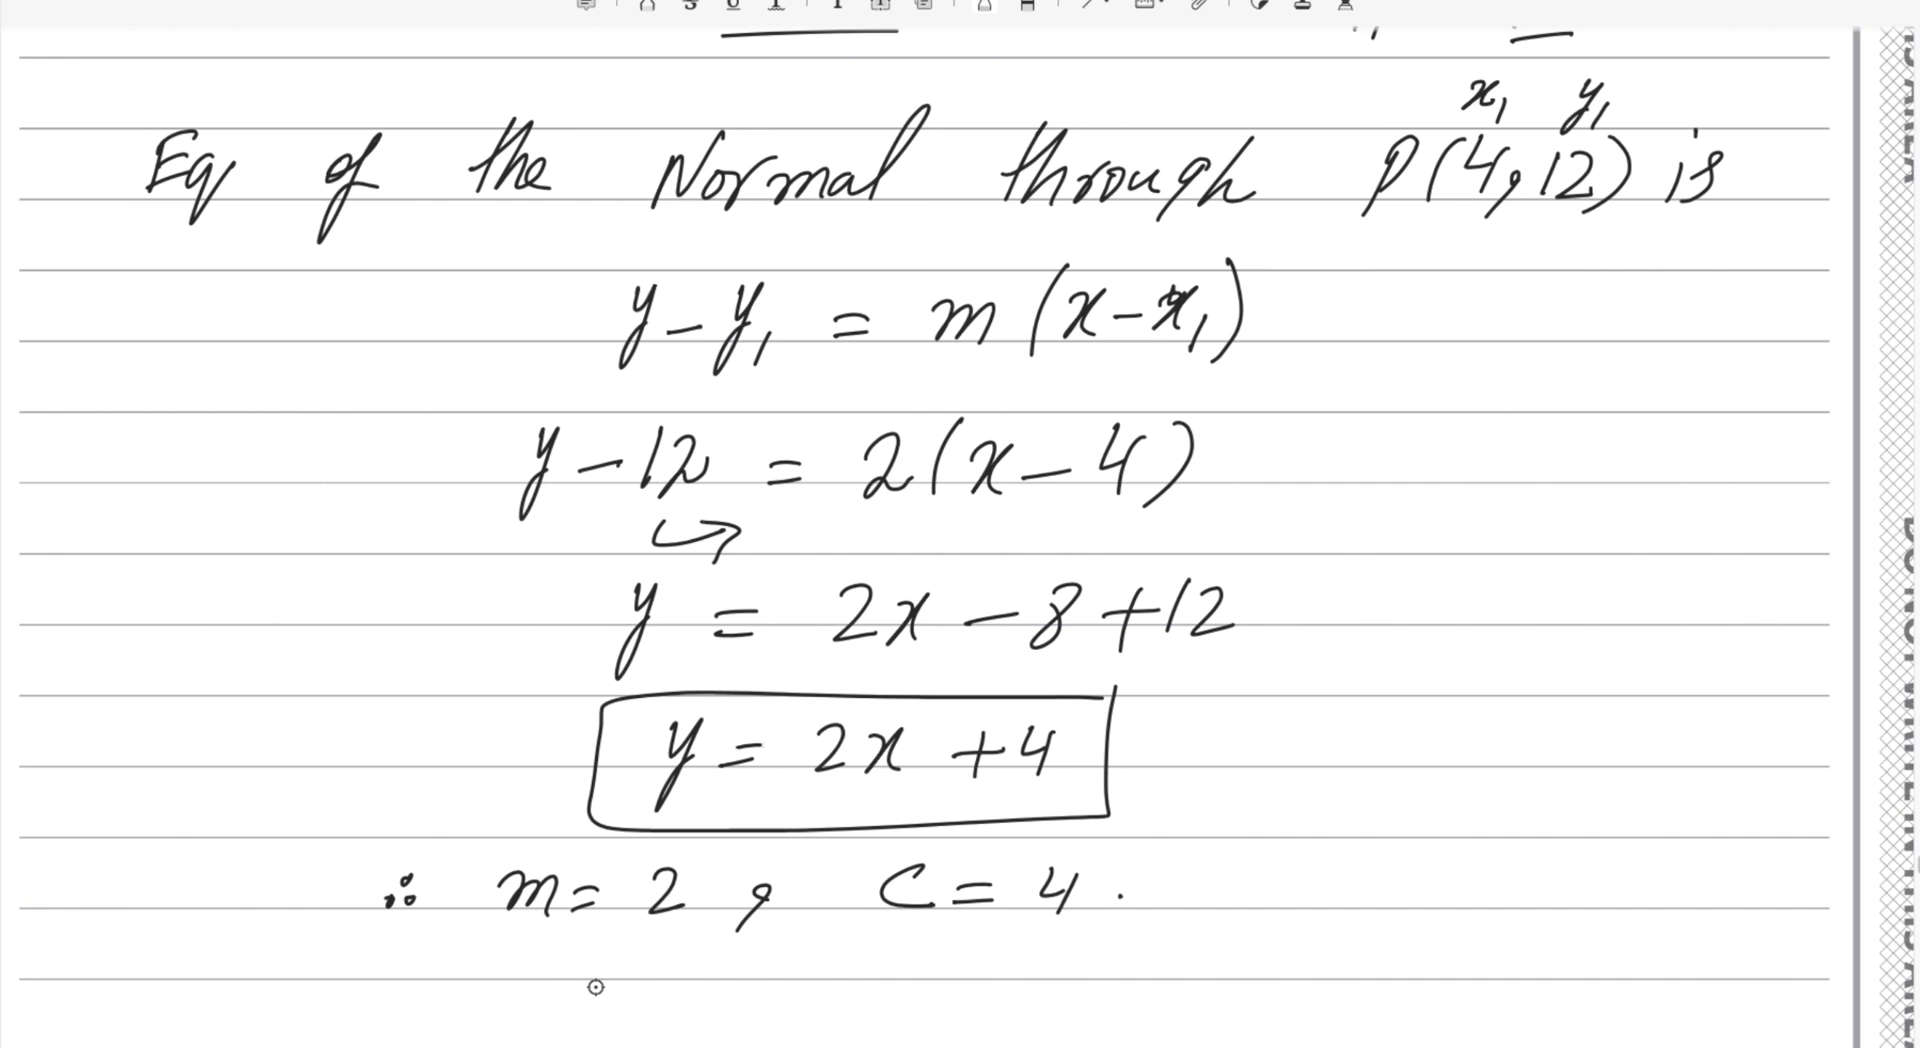 x₁ y₁
Eq of the Normal through P(4,12) is
y-y₁ = m(x-x₁)
y-12 = 2(x-4)
y = 2x-8+12
y = 2x+4
∴ m=2, C=4.